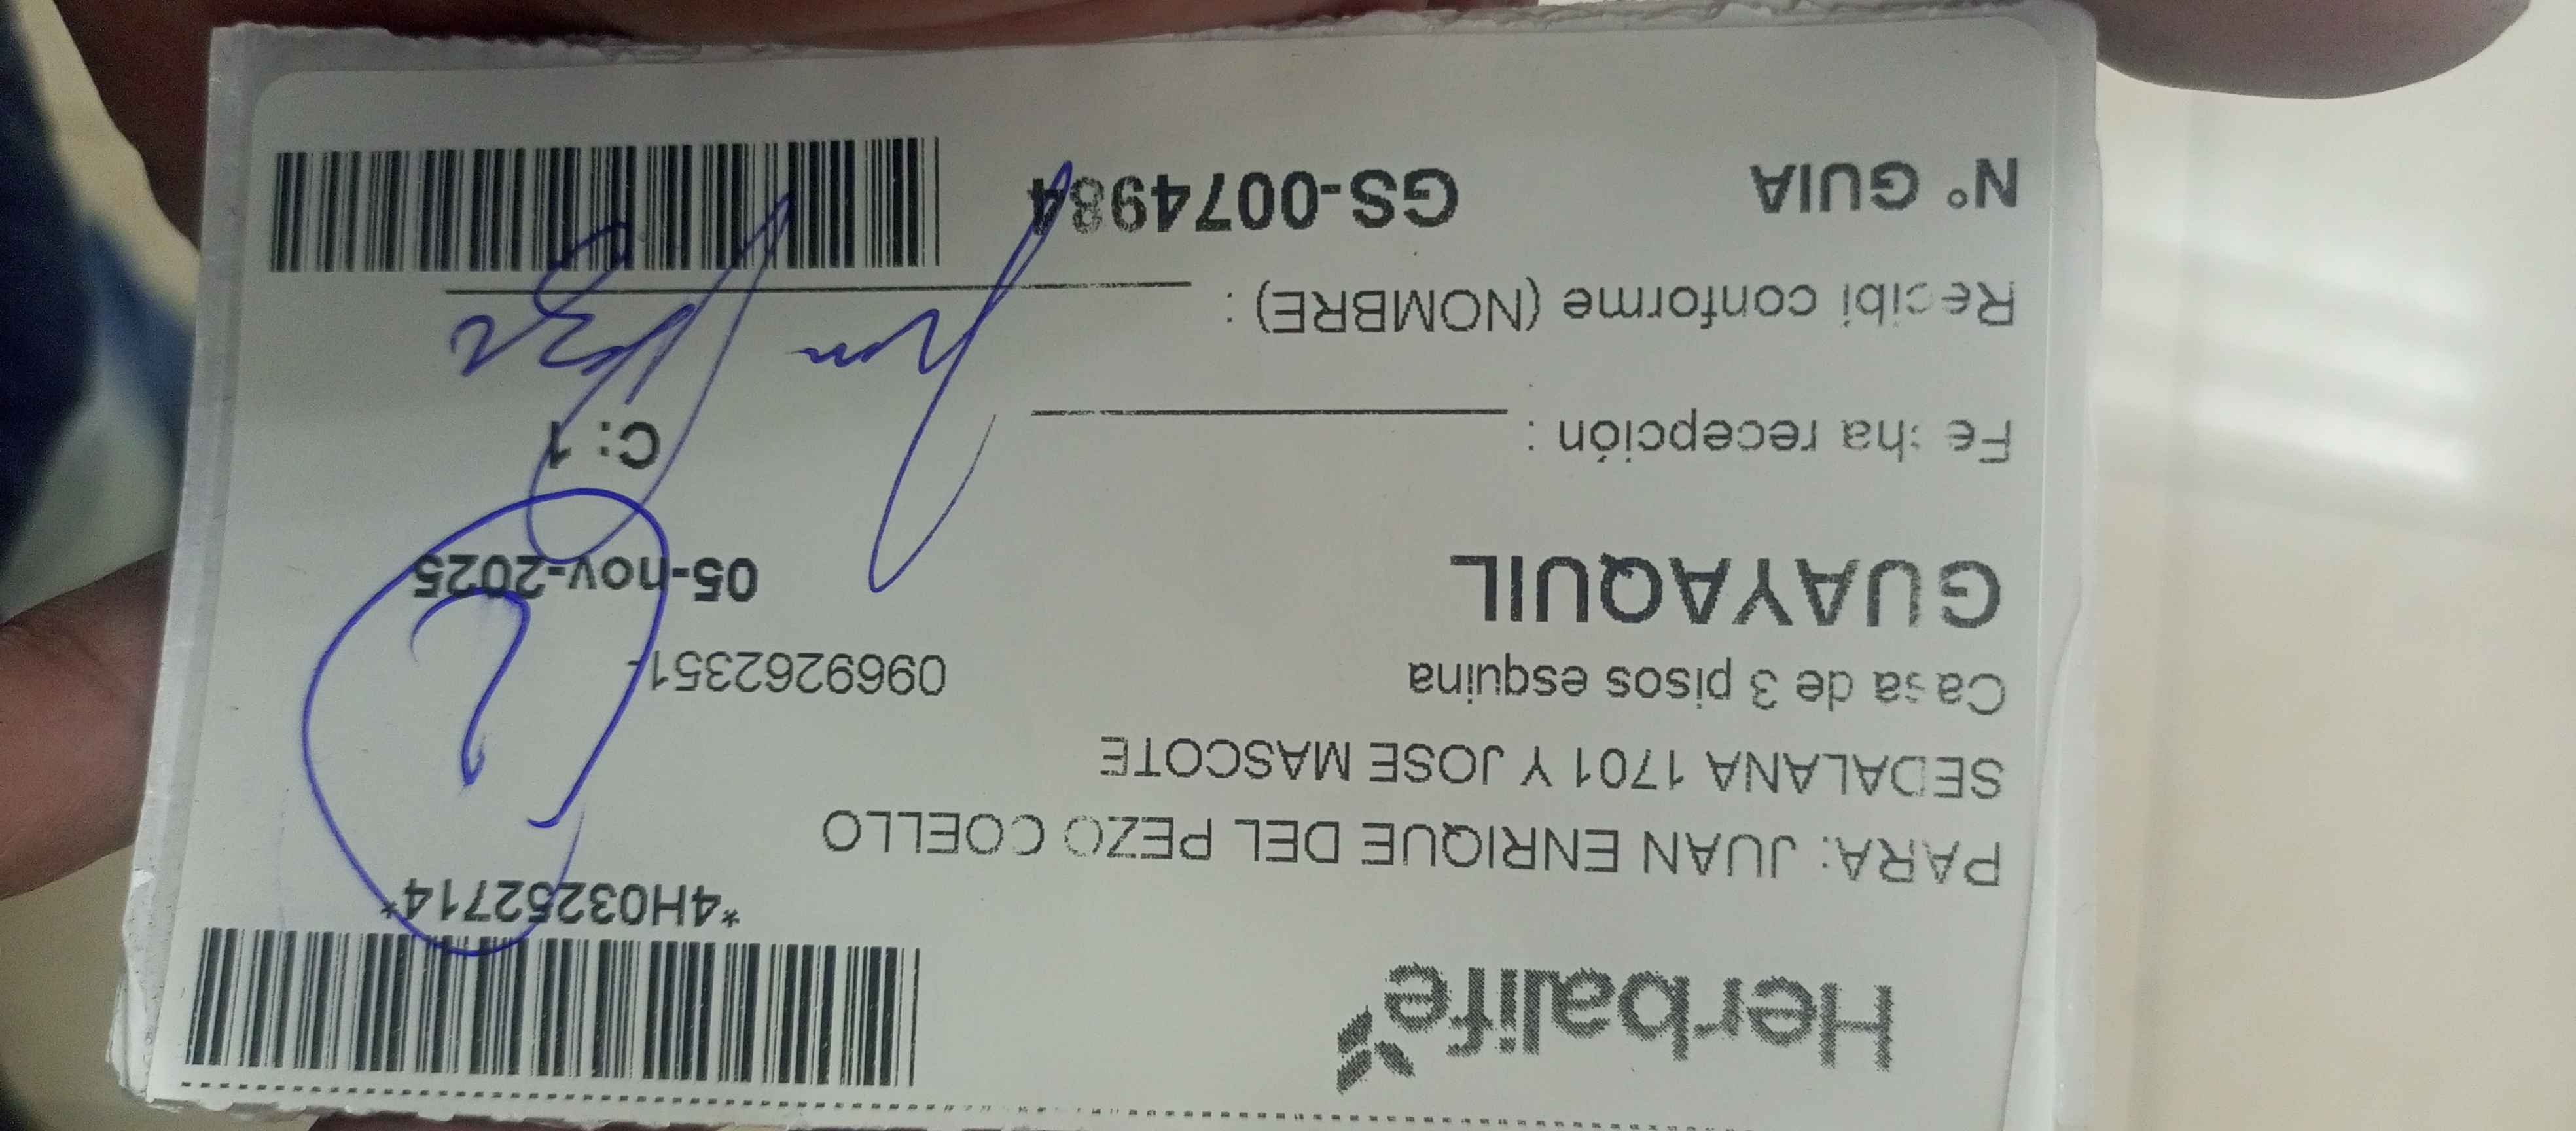 Herbalife
*4H03252714*
PARA: JUAN ENRIQUE DEL PEZO COELLO
SEDALANA 1701 Y JOSE MASCOTE
Casa de 3 pisos esquina 0969262351-
GUAYAQUIL 05-nov-2025
Fecha recepción : C: 1
Recibí conforme (NOMBRE) :
N° GUIA GS-0074984